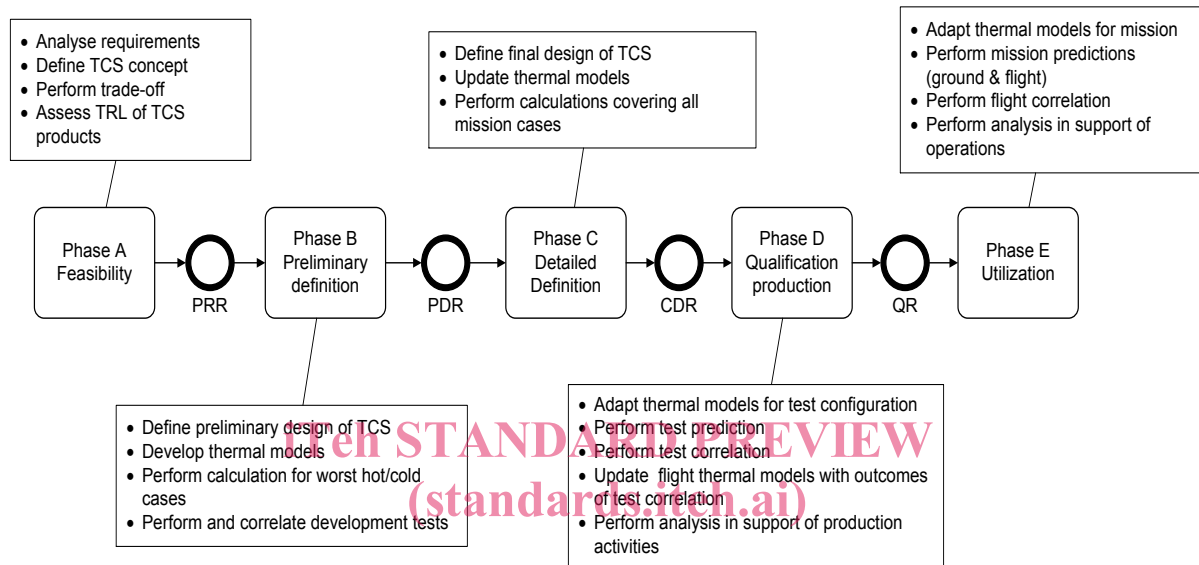 • Analyse requirements
• Define TCS concept
• Perform trade-off
• Assess TRL of TCS
products
• Define final design of TCS
• Update thermal models
• Perform calculations covering all
mission cases
• Adapt thermal models for mission
• Perform mission predictions
(ground & flight)
• Perform flight correlation
• Perform analysis in support of
operations
Phase A
Feasibility
PRR
Phase B
Preliminary
definition
PDR
Phase C
Detailed
Definition
CDR
Phase D
Qualification
production
QR
Phase E
Utilization
• Define preliminary design of TCS
• Develop thermal models
• Perform calculation for worst hot/cold
cases
• Perform and correlate development tests
• Adapt thermal models for test configuration
• Perform test prediction
• Perform test correlation
• Update flight thermal models with outcomes
of test correlation
• Perform analysis in support of production
activities
iTeh STANDARD PREVIEW
(standards.iteh.ai)